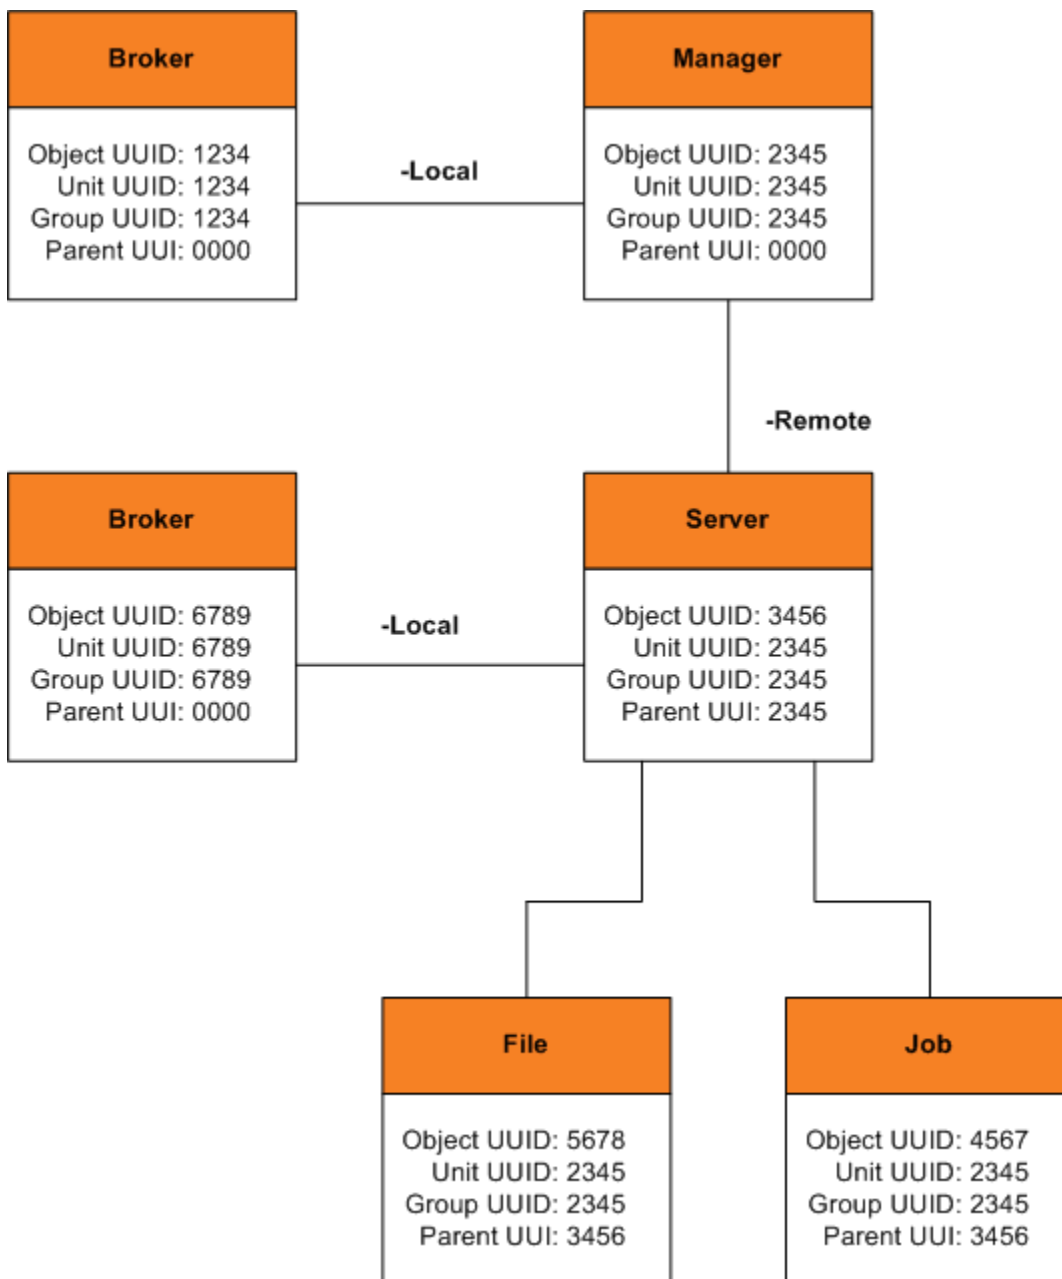 Broker
Object UUID: 1234
Unit UUID: 1234
Group UUID: 1234
Parent UUI: 0000
-Local
Manager
Object UUID: 2345
Unit UUID: 2345
Group UUID: 2345
Parent UUI: 0000
-Remote
Broker
Object UUID: 6789
Unit UUID: 6789
Group UUID: 6789
Parent UUI: 0000
-Local
Server
Object UUID: 3456
Unit UUID: 2345
Group UUID: 2345
Parent UUI: 2345
File
Object UUID: 5678
Unit UUID: 2345
Group UUID: 2345
Parent UUI: 3456
Job
Object UUID: 4567
Unit UUID: 2345
Group UUID: 2345
Parent UUI: 3456